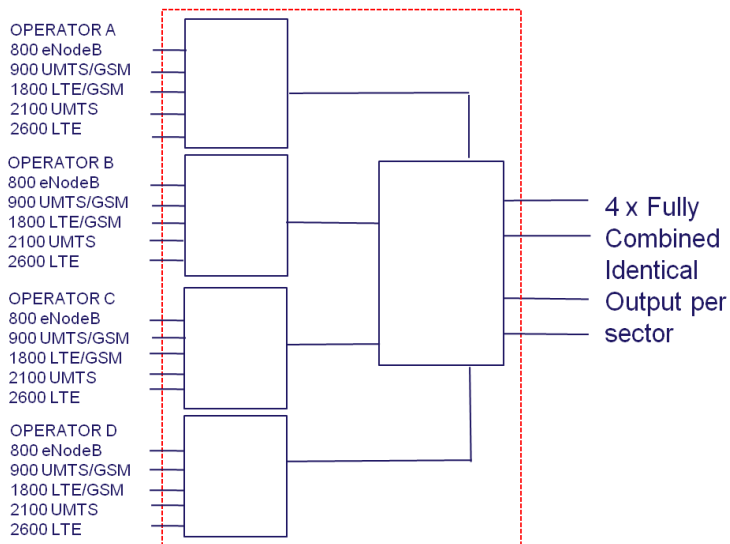 OPERATOR A
800 eNodeB
900 UMTS/GSM
1800 LTE/GSM
2100 UMTS
2600 LTE
OPERATOR B
800 eNodeB
900 UMTS/GSM
1800 LTE/GSM
2100 UMTS
2600 LTE
OPERATOR C
800 eNodeB
900 UMTS/GSM
1800 LTE/GSM
2100 UMTS
2600 LTE
OPERATOR D
800 eNodeB
900 UMTS/GSM
1800 LTE/GSM
2100 UMTS
2600 LTE
4 x Fully
Combined
Identical
Output per
sector